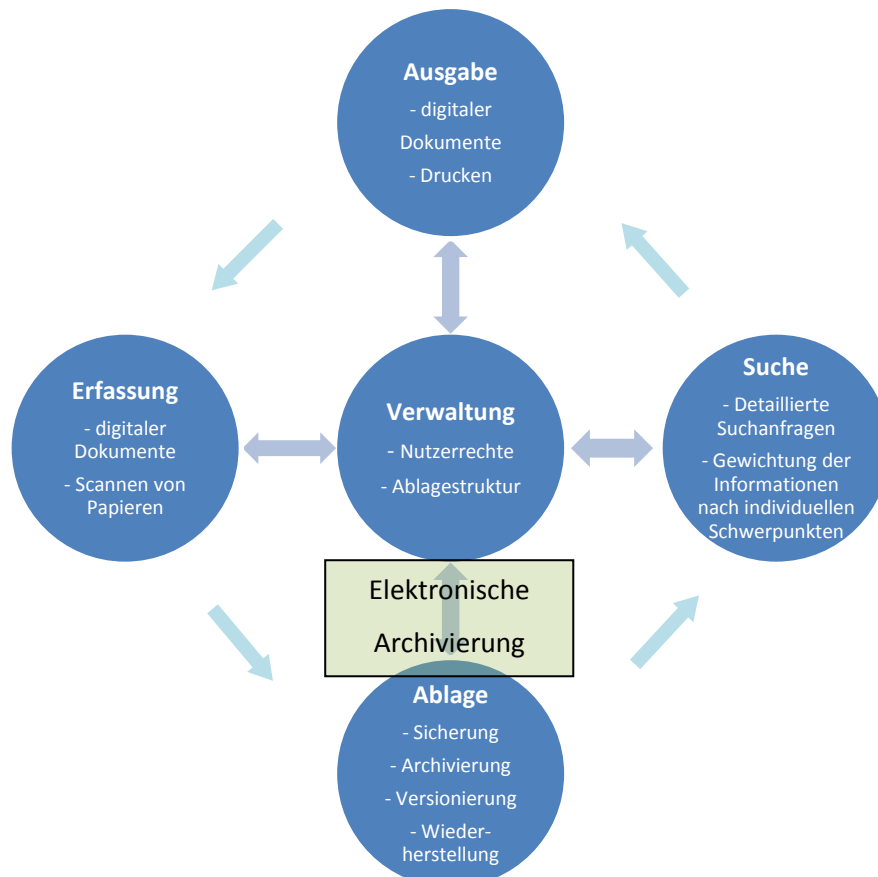 Ausgabe
- digitaler
Dokumente
- Drucken
Erfassung
- digitaler
Dokumente
- Scannen von
Papieren
Verwaltung
- Nutzerrechte
- Ablagestruktur
Suche
- Detaillierte
Suchanfragen
- Gewichtung der
Informationen
nach individuellen
Schwerpunkten
Elektronische
Archivierung
Ablage
- Sicherung
- Archivierung
- Versionierung
- Wieder-
herstellung